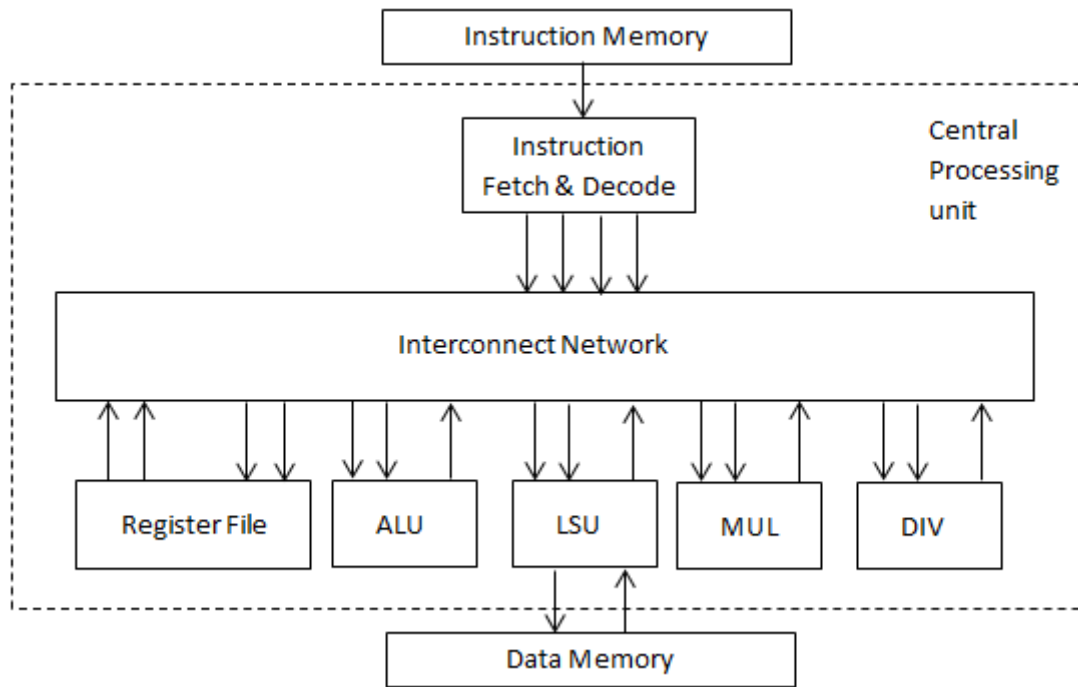 Instruction Memory
Central
Processing
unit
Instruction
Fetch & Decode
Interconnect Network
Register File
ALU
LSU
MUL
DIV
Data Memory